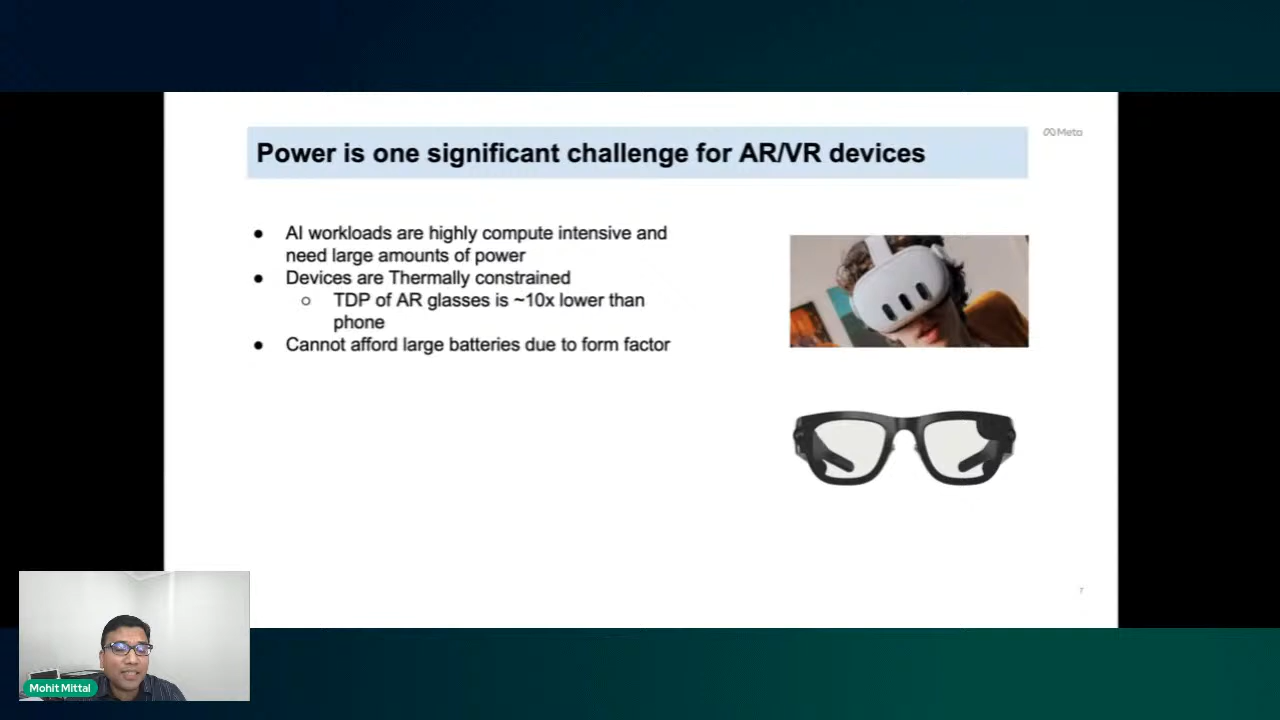 Power is one significant challenge for AR/VR devices
Meta
● AI workloads are highly compute intensive and
need large amounts of power
● Devices are Thermally constrained
○ TDP of AR glasses is ~10x lower than
phone
● Cannot afford large batteries due to form factor
7
Mohit Mittal